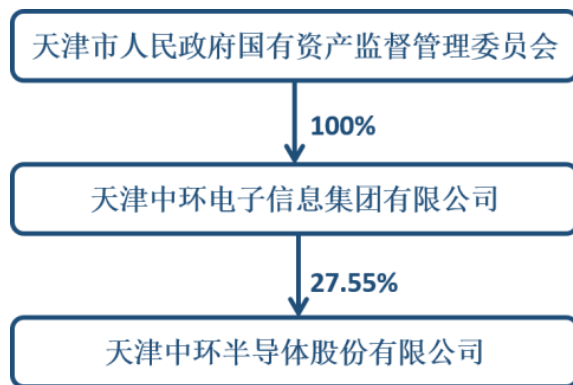 天津市人民政府国有资产监督管理委员会
100%
天津中环电子信息集团有限公司
27.55%
天津中环半导体股份有限公司